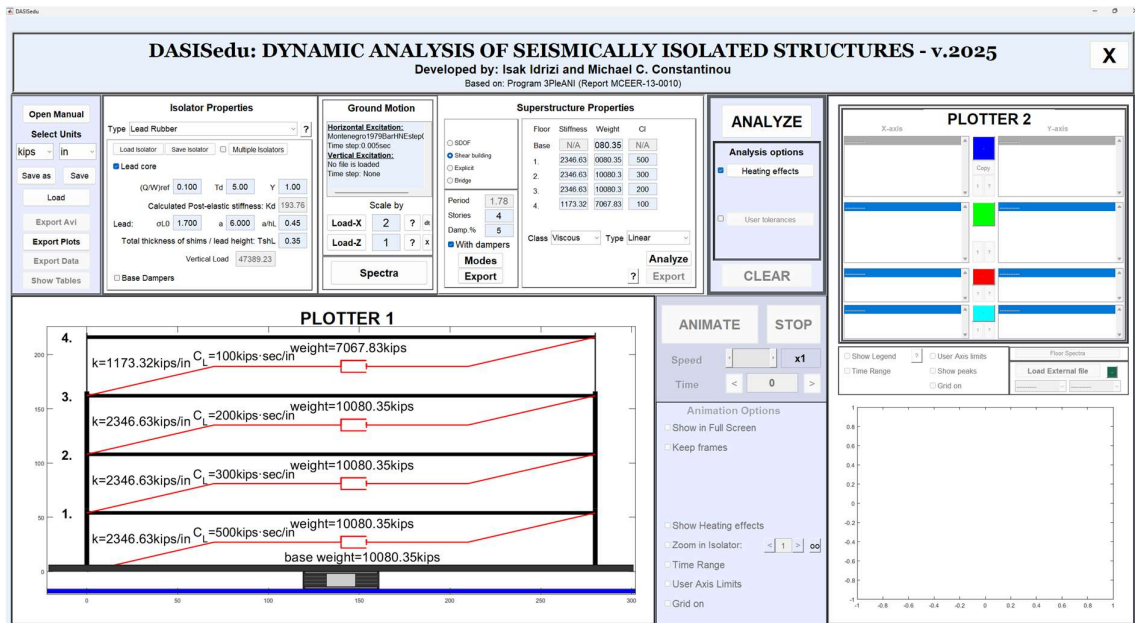 DASISedu
DASISedu: DYNAMIC ANALYSIS OF SEISMICALLY ISOLATED STRUCTURES - v.2025
Developed by: Isak Idrizi and Michael C. Constantinou
Based on: Program 3PleANI (Report MCEER-13-0010)
X
Open Manual
Select Units
kips in
Save as Save
Load
Export Avi
Export Plots
Export Data
Show Tables
Isolator Properties
Type Lead Rubber ?
Load Isolator Save Isolator Multiple Isolators
Lead core
(Q/W)ref 0.100 Td 5.00 Y 1.00
Calculated Post-elastic stiffness: Kd 193.76
Lead: σL0 1.700 a 6.000 a/hL 0.45
Total thickness of shims / lead height: TshL 0.35
Vertical Load 47389.23
Base Dampers
Ground Motion
Horizontal Excitation:
Montenegro1979BarHNEstep(
Time step:0.005sec
Vertical Excitation:
No file is loaded
Time step: None
Scale by
Load-X 2 ? dt
Load-Z 1 ? x
Spectra
Superstructure Properties
SDOF
Shear building
Explicit
Bridge
Period 1.78
Stories 4
Damp.% 5
With dampers
Modes
Export
Floor Stiffness Weight Cl
Base N/A 080.35 N/A
1. 2346.63 0080.35 500
2. 2346.63 10080.3 300
3. 2346.63 10080.3 200
4. 1173.32 7067.83 100
Class Viscous Type Linear
Analyze
? Export
ANALYZE
Analysis options
Heating effects
User tolerances
CLEAR
PLOTTER 2
X-axis Y-axis
Copy
Show Legend ? User Axis limits
Time Range Show peaks
Grid on
Floor Spectra
Load External file
PLOTTER 1
4.
weight=7067.83kips
k=1173.32kips/in CL=100kips·sec/in
3.
weight=10080.35kips
k=2346.63kips/in CL=200kips·sec/in
2.
weight=10080.35kips
k=2346.63kips/in CL=300kips·sec/in
1.
weight=10080.35kips
k=2346.63kips/in CL=500kips·sec/in
base weight=10080.35kips
200
150
100
50
0
0 50 100 150 200 250 300
ANIMATE STOP
Speed x1
Time < 0 >
Animation Options
Show in Full Screen
Keep frames
Show Heating effects
Zoom in Isolator: < 1 > oo
Time Range
User Axis Limits
Grid on
1
0.8
0.6
0.4
0.2
0
-0.2
-0.4
-0.6
-0.8
-1
-1 -0.8 -0.6 -0.4 -0.2 0 0.2 0.4 0.6 0.8 1